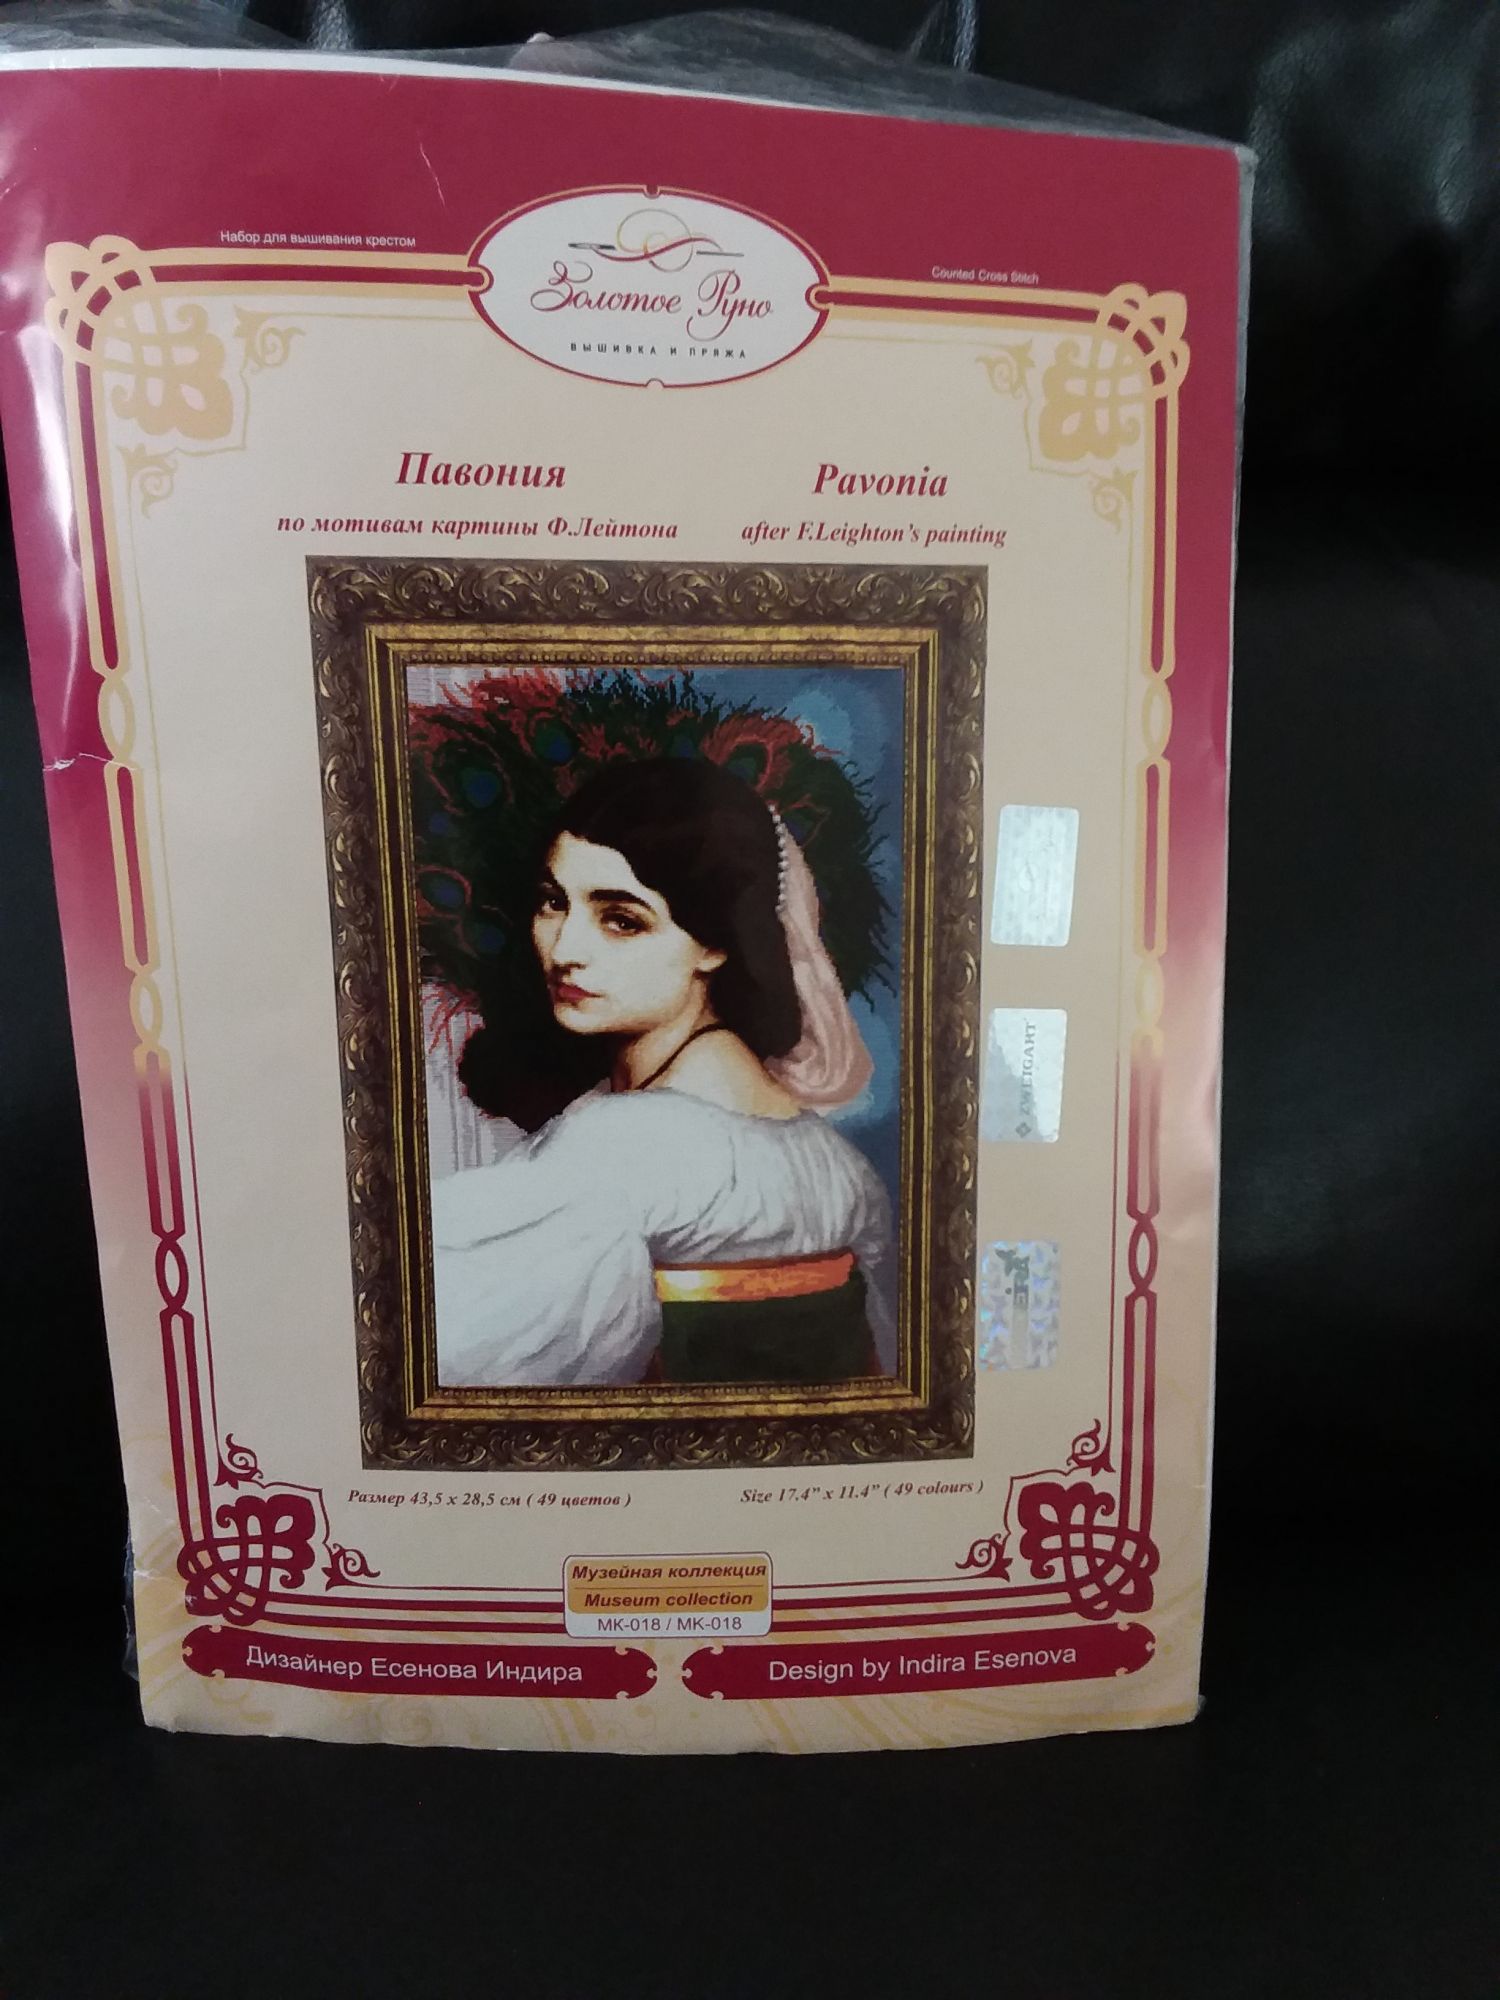 Набор для вышивания крестом
Золотое Руно
ВЫШИВКА И ПРЯЖА
Counted Cross Stitch
Павония
по мотивам картины Ф.Лейтона
Pavonia
after F.Leighton's painting
ZWEIGART
Размер 43,5 х 28,5 см ( 49 цветов )
Size 17.4” x 11.4” ( 49 colours )
Музейная коллекция
Museum collection
МК-018 / MK-018
Дизайнер Есенова Индира
Design by Indira Esenova